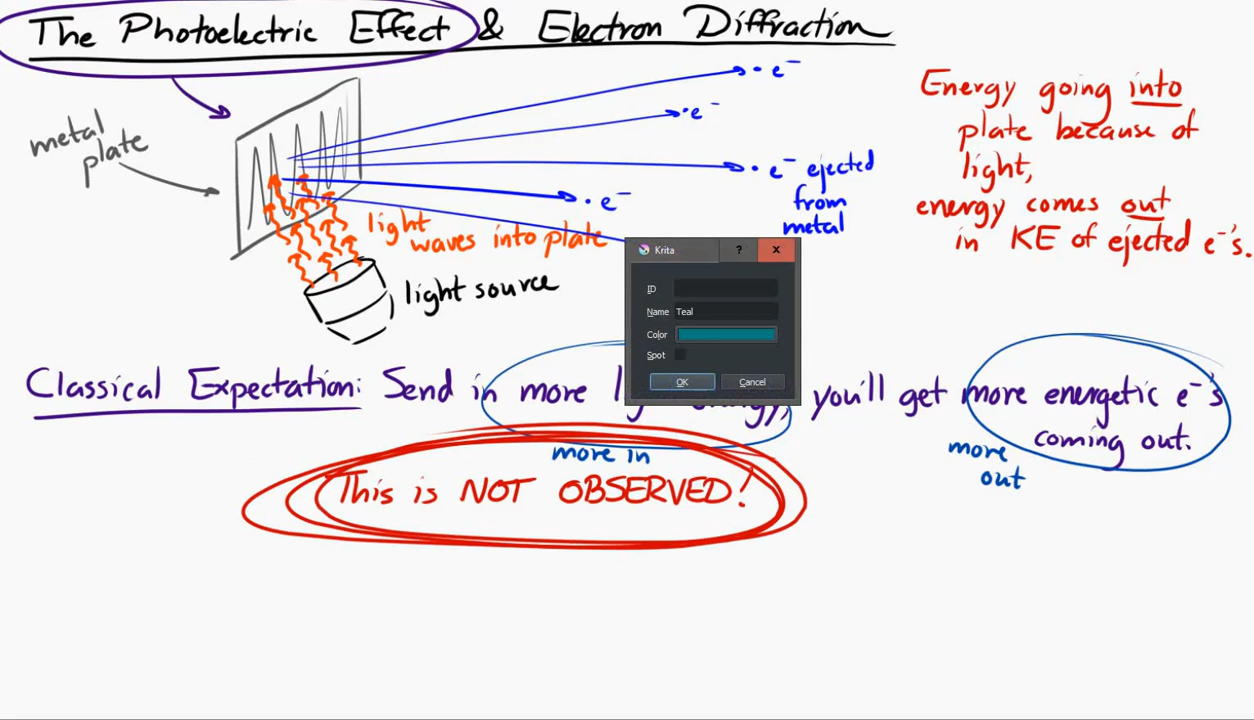 The Photoelectric Effect & Electron Diffraction
metal
plate
e⁻
e⁻
e⁻ ejected
from
metal
e⁻
light
waves into plate
light source
Energy going into
plate because of
light,
energy comes out
in KE of ejected e⁻'s.
Krita
?
ID
Name Teal
Color
Spot
OK
Cancel
Classical Expectation: Send in more you'll get more energetic e⁻'s
coming out.
more in
more
out
This is NOT OBSERVED!